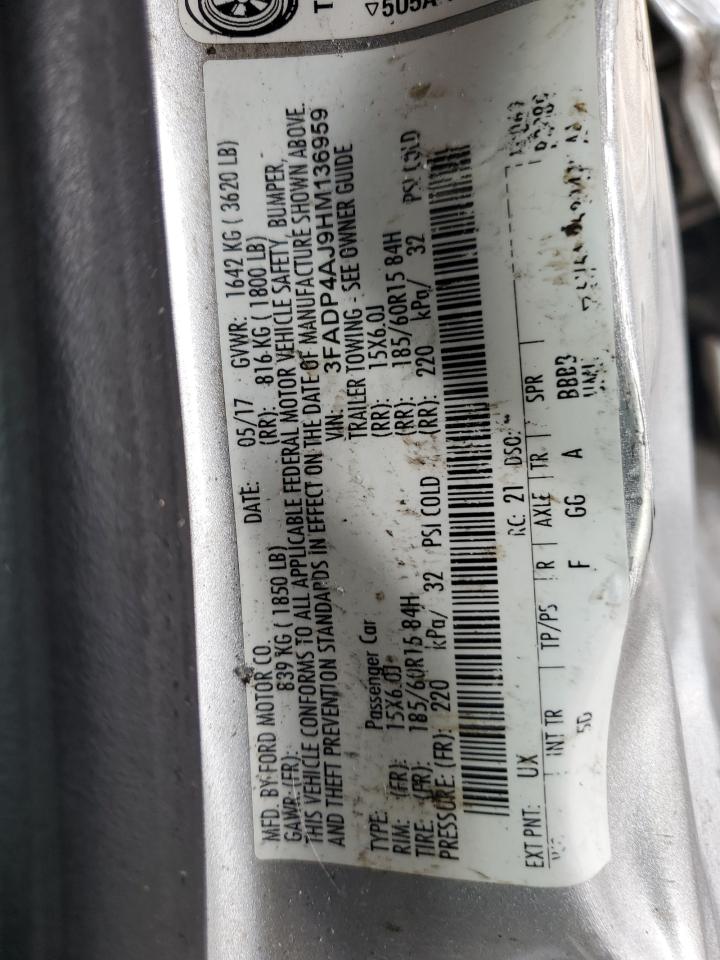 T
▽505A
MFD. BY FORD MOTOR CO.
DATE: 05/17 GVWR: 1642 KG ( 3620 LB)
GAWR: (FR): 839 KG ( 1850 LB) (RR): 816 KG ( 1800 LB)
THIS VEHICLE CONFORMS TO ALL APPLICABLE FEDERAL MOTOR VEHICLE SAFETY, BUMPER,
AND THEFT PREVENTION STANDARDS IN EFFECT ON THE DATE OF MANUFACTURE SHOWN ABOVE.
VIN: 3FADP4AJ9HM136959
TYPE: Passenger Car TRAILER TOWING - SEE OWNER GUIDE
RIM: (FR): 15X6.0J (RR): 15X6.0J
TIRE: (FR): 185/60R15 84H (RR): 185/60R15 84H
PRESSURE: (FR): 220 kPa/ 32 PSI COLD (RR): 220 kPa/ 32 PSI COLD
EXT PNT: UX RC: 21 DSO:
INT TR TP/PS R AXLE TR SPR
5G F GG A BBBB